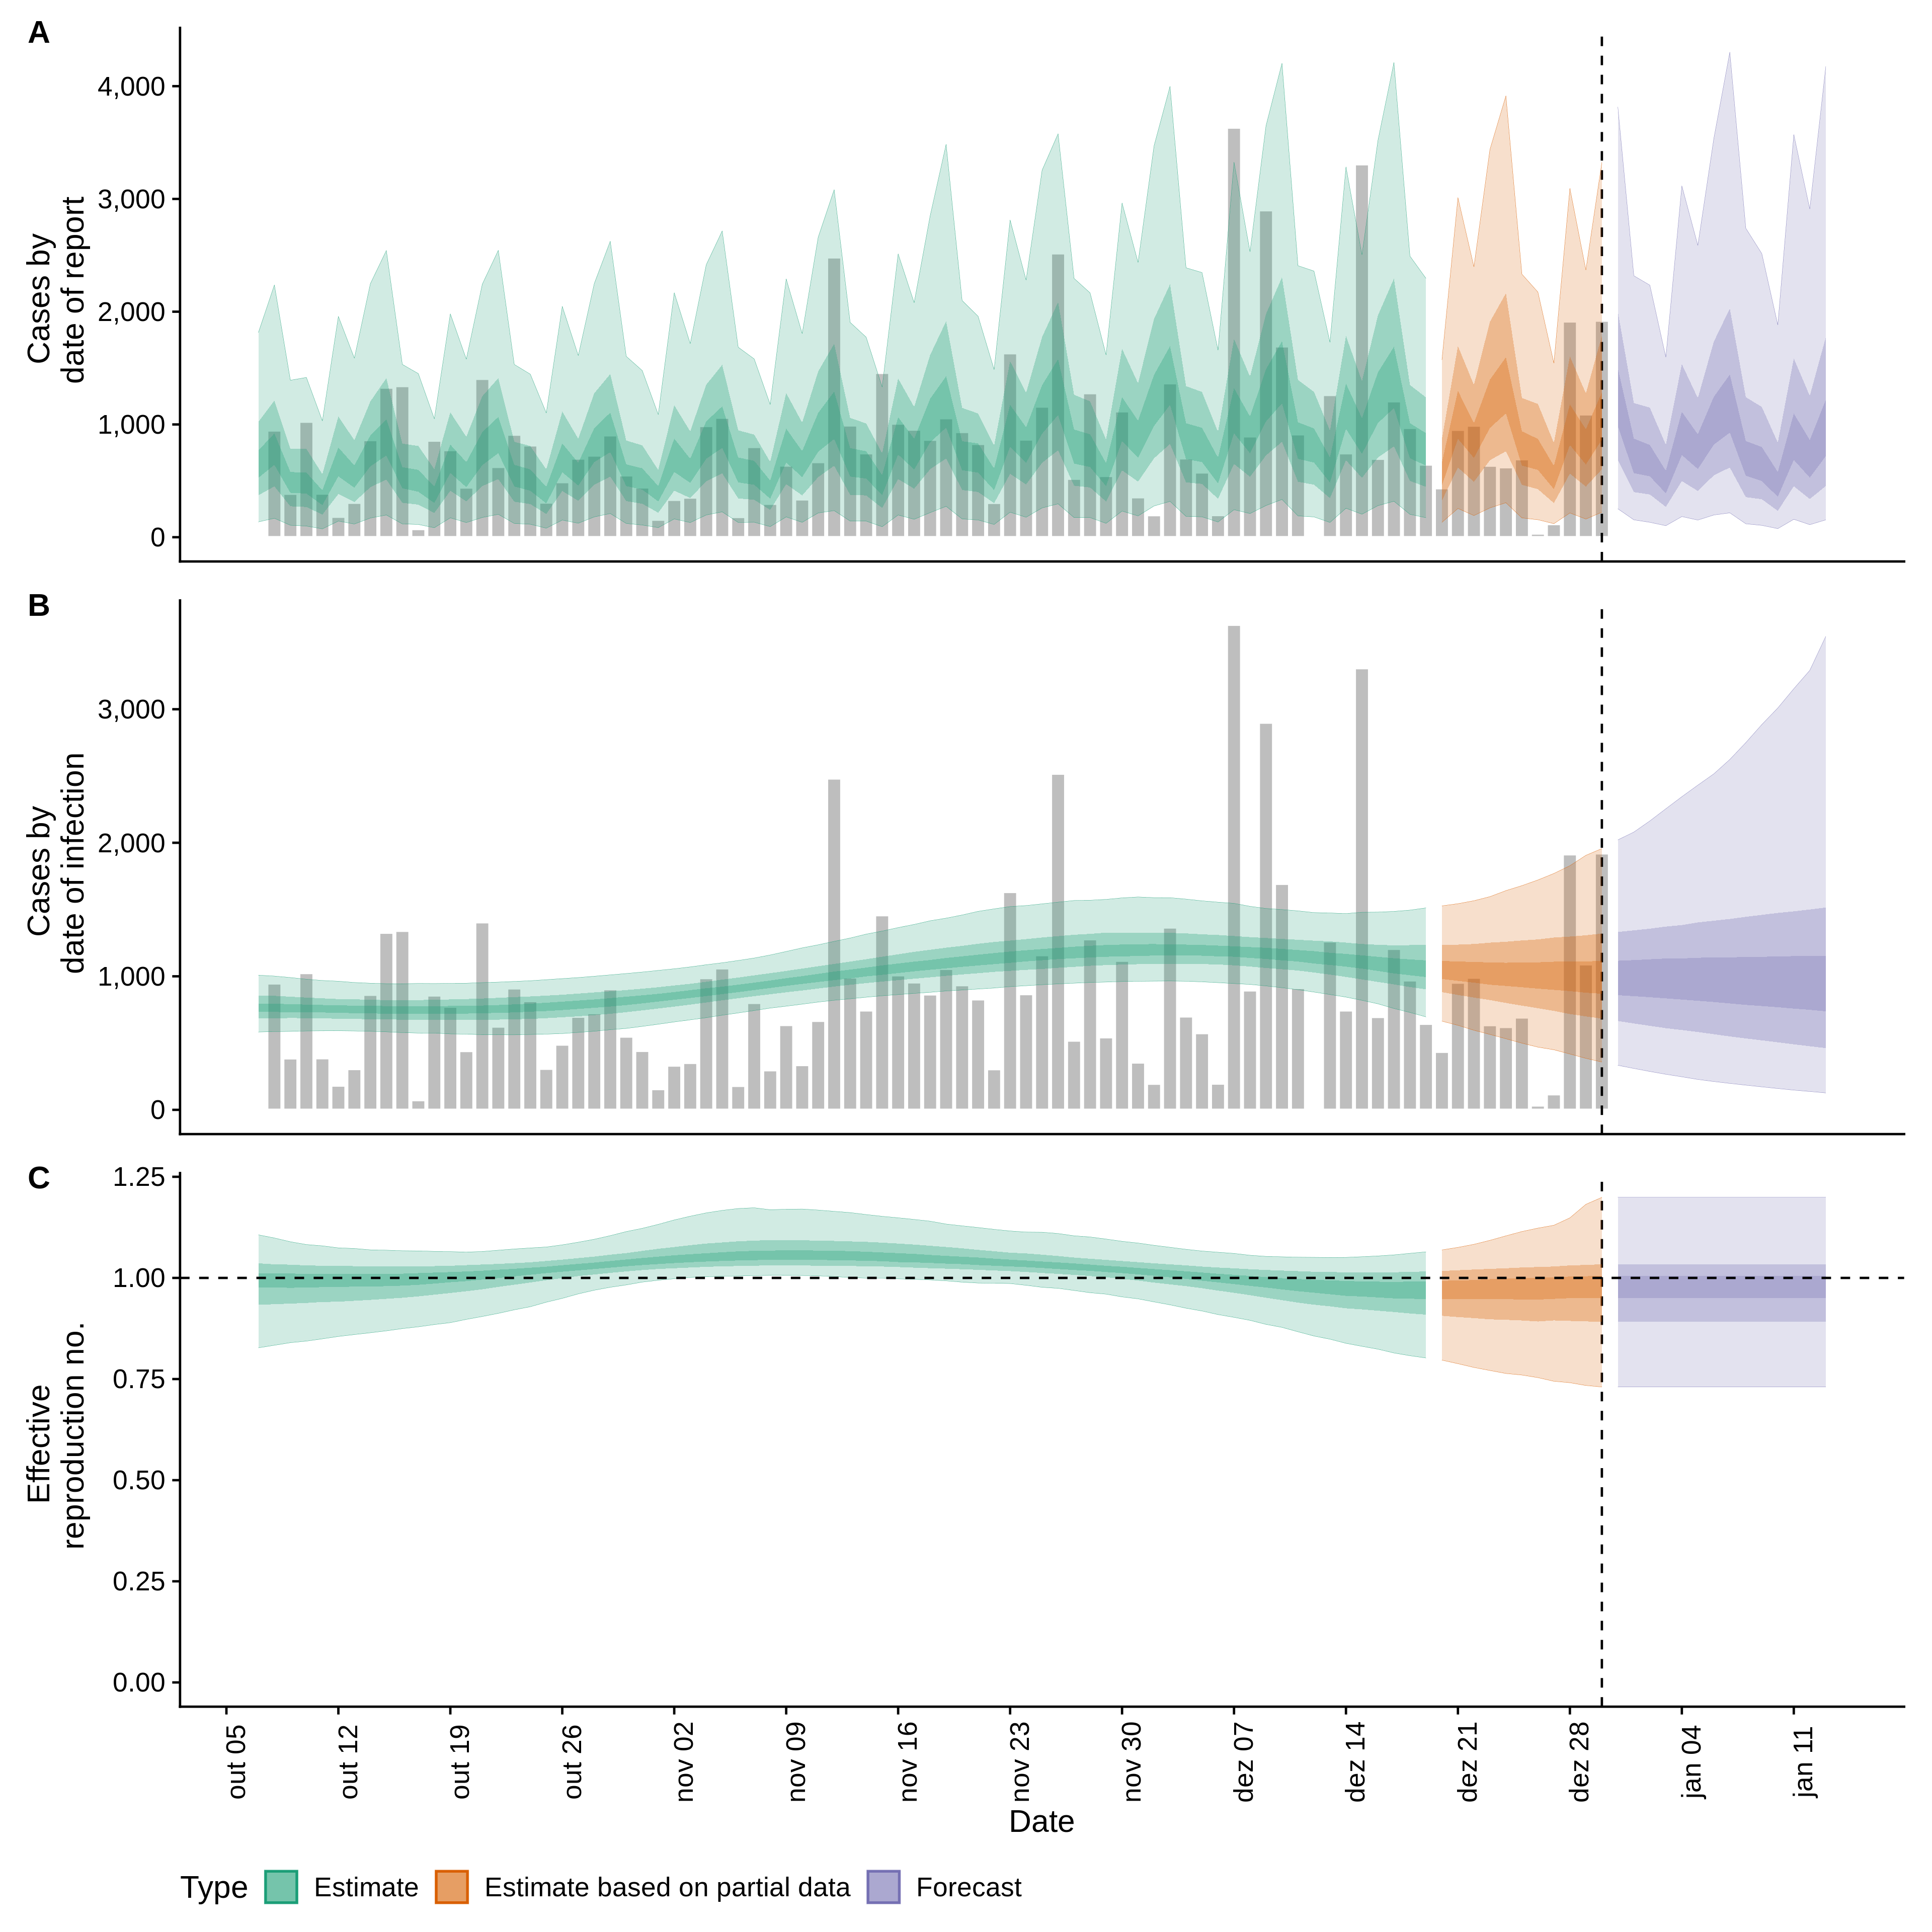 A
4,000
3,000
2,000
1,000
0
Cases by
date of report
B
3,000
2,000
1,000
0
Cases by
date of infection
C
1.25
1.00
0.75
0.50
0.25
0.00
Effective
reproduction no.
out 05
out 12
out 19
out 26
nov 02
nov 09
nov 16
nov 23
nov 30
dez 07
dez 14
dez 21
dez 28
jan 04
jan 11
Date
Type Estimate Estimate based on partial data Forecast